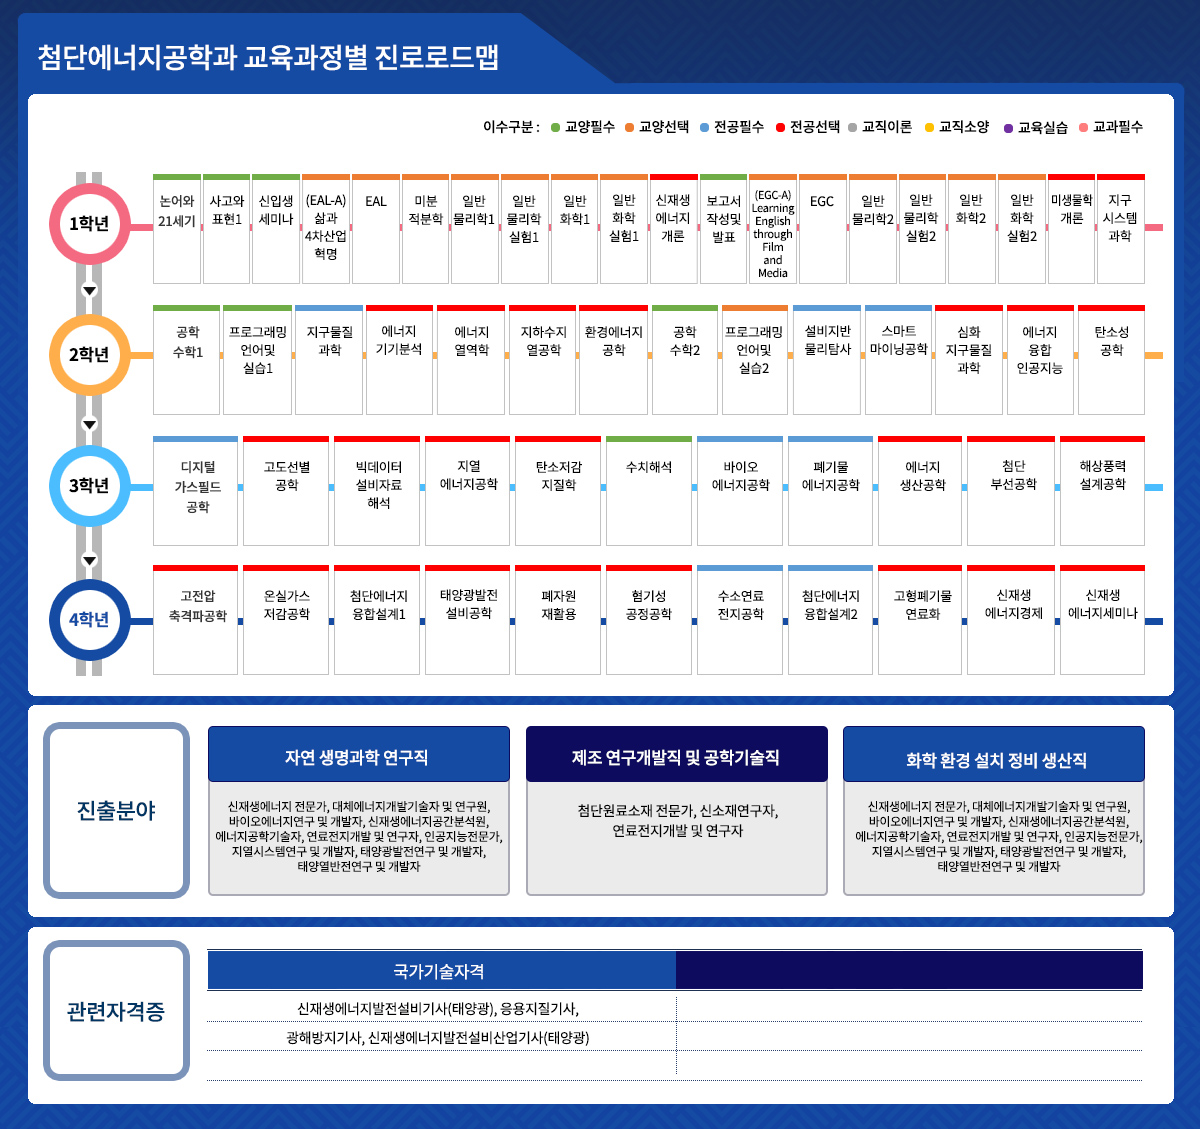 첨단에너지공학과 교육과정별 진로로드맵
이수구분 : 교양필수 교양선택 전공필수 전공선택 교직이론 교직소양 교육실습 교과필수
1학년
논어와
21세기
사고와
표현1
신입생
세미나
(EAL-A)
삶과
4차산업
혁명
EAL
미분
적분학
일반
물리학1
일반
물리학
실험1
일반
화학1
일반
화학
실험1
신재생
에너지
개론
보고서
작성및
발표
(EGC-A)
Learning
English
through
Film
and
Media
EGC
일반
물리학2
일반
물리학
실험2
일반
화학2
일반
화학
실험2
미생물학
개론
지구
시스템
과학
2학년
공학
수학1
프로그래밍
언어및
실습1
지구물질
과학
에너지
기기분석
에너지
열역학
지하수지
열공학
환경에너지
공학
공학
수학2
프로그래밍
언어및
실습2
설비지반
물리탐사
스마트
마이닝공학
심화
지구물질
과학
에너지
융합
인공지능
탄소성
공학
3학년
디지털
가스필드
공학
고도선별
공학
빅데이터
설비자료
해석
지열
에너지공학
탄소저감
지질학
수치해석
바이오
에너지공학
폐기물
에너지공학
에너지
생산공학
첨단
부선공학
해상풍력
설계공학
4학년
고전압
축격파공학
온실가스
저감공학
첨단에너지
융합설계1
태양광발전
설비공학
폐자원
재활용
혐기성
공정공학
수소연료
전지공학
첨단에너지
융합설계2
고형폐기물
연료화
신재생
에너지경제
신재생
에너지세미나
진출분야
자연 생명과학 연구직
신재생에너지 전문가, 대체에너지개발기술자 및 연구원,
바이오에너지연구 및 개발자, 신재생에너지공간분석원,
에너지공학기술자, 연료전지개발 및 연구자, 인공지능전문가,
지열시스템연구 및 개발자, 태양광발전연구 및 개발자,
태양열반전연구 및 개발자
제조 연구개발직 및 공학기술직
첨단원료소재 전문가, 신소재연구자,
연료전지개발 및 연구자
화학 환경 설치 정비 생산직
신재생에너지 전문가, 대체에너지개발기술자 및 연구원,
바이오에너지연구 및 개발자, 신재생에너지공간분석원,
에너지공학기술자, 연료전지개발 및 연구자, 인공지능전문가,
지열시스템연구 및 개발자, 태양광발전연구 및 개발자,
태양열반전연구 및 개발자
관련자격증
국가기술자격
신재생에너지발전설비기사(태양광), 응용지질기사,
광해방지기사, 신재생에너지발전설비산업기사(태양광)